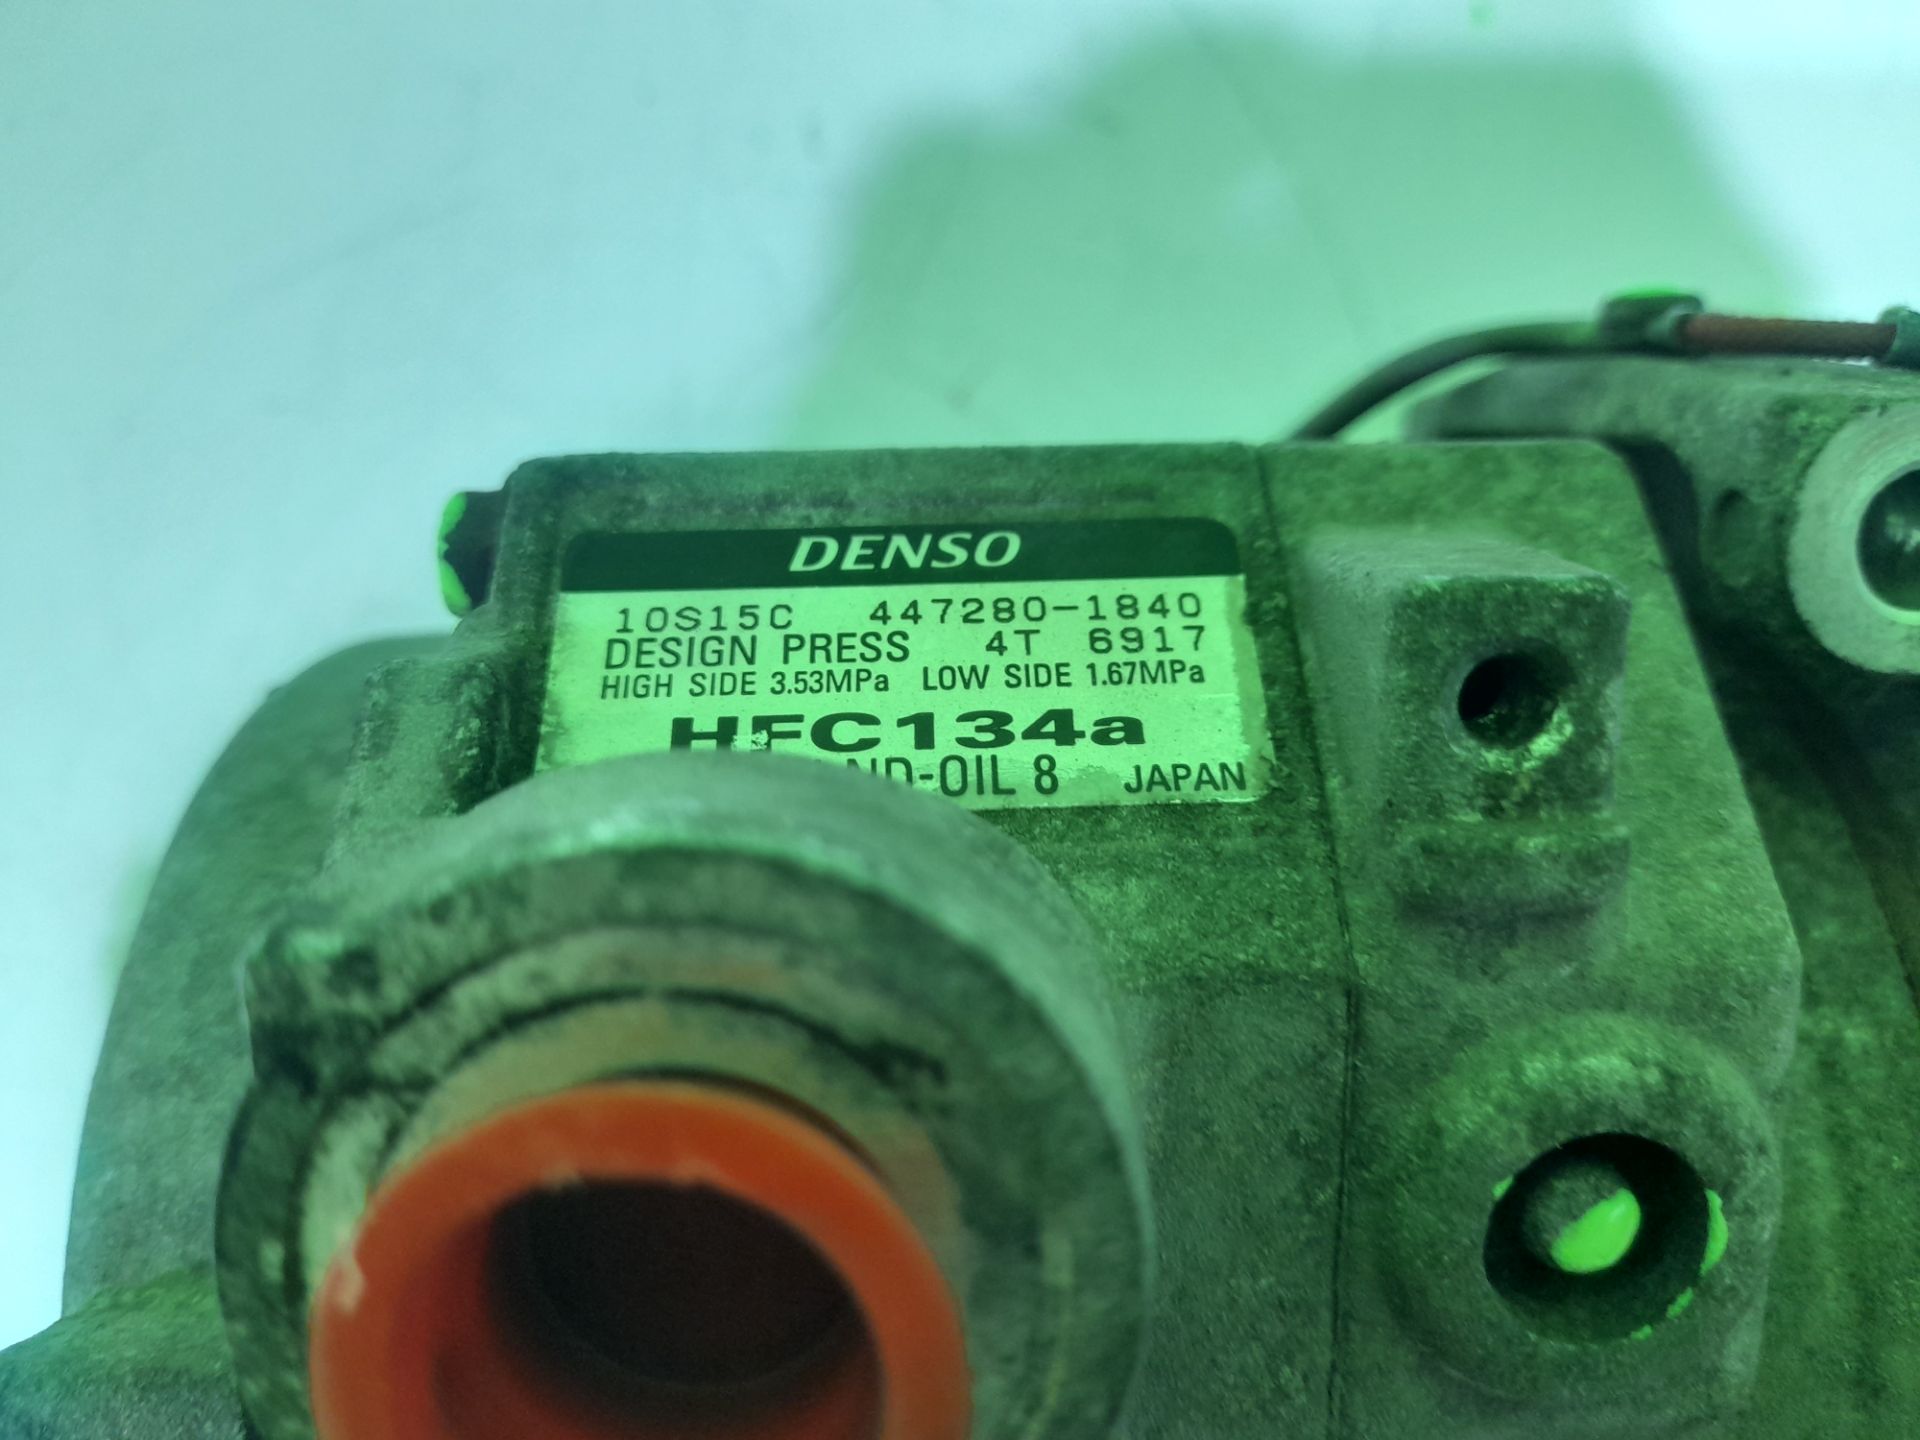 DENSO
10S15C 447280-1840
DESIGN PRESS 4T 6917
HIGH SIDE 3.53MPa LOW SIDE 1.67MPa
HFC134a
ND-OIL 8 JAPAN